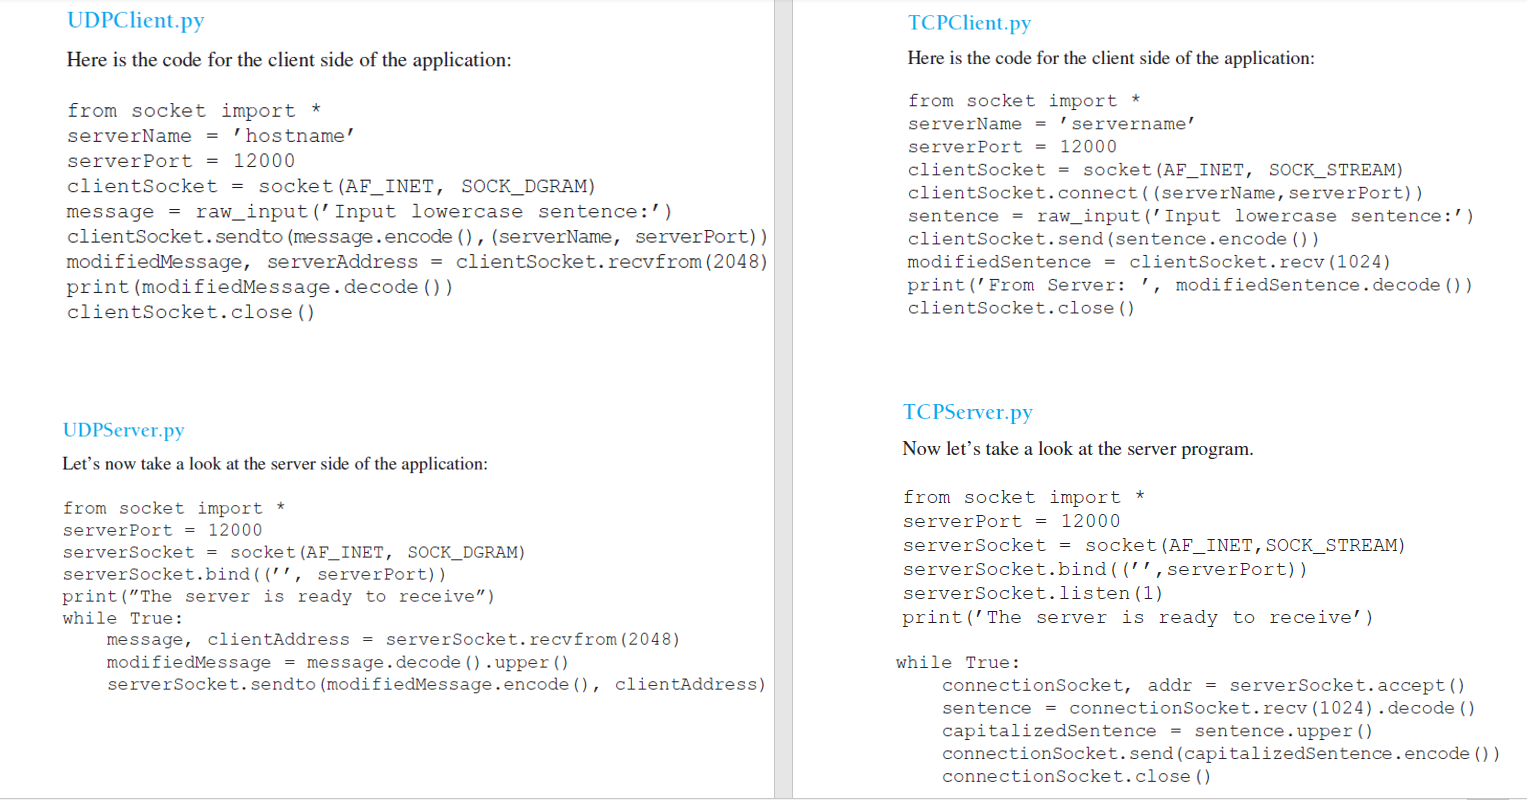 UDPClient.py
Here is the code for the client side of the application:
from socket import *
serverName = ’hostname’
serverPort = 12000
clientSocket = socket(AF_INET, SOCK_DGRAM)
message = raw_input(’Input lowercase sentence:’)
clientSocket.sendto(message.encode(),(serverName, serverPort))
modifiedMessage, serverAddress = clientSocket.recvfrom(2048)
print(modifiedMessage.decode())
clientSocket.close()
UDPServer.py
Let’s now take a look at the server side of the application:
from socket import *
serverPort = 12000
serverSocket = socket(AF_INET, SOCK_DGRAM)
serverSocket.bind((’’, serverPort))
print(”The server is ready to receive”)
while True:
    message, clientAddress = serverSocket.recvfrom(2048)
    modifiedMessage = message.decode().upper()
    serverSocket.sendto(modifiedMessage.encode(), clientAddress)
TCPClient.py
Here is the code for the client side of the application:
from socket import *
serverName = ’servername’
serverPort = 12000
clientSocket = socket(AF_INET, SOCK_STREAM)
clientSocket.connect((serverName,serverPort))
sentence = raw_input(’Input lowercase sentence:’)
clientSocket.send(sentence.encode())
modifiedSentence = clientSocket.recv(1024)
print(’From Server: ’, modifiedSentence.decode())
clientSocket.close()
TCPServer.py
Now let’s take a look at the server program.
from socket import *
serverPort = 12000
serverSocket = socket(AF_INET,SOCK_STREAM)
serverSocket.bind((’’,serverPort))
serverSocket.listen(1)
print(’The server is ready to receive’)
while True:
    connectionSocket, addr = serverSocket.accept()
    sentence = connectionSocket.recv(1024).decode()
    capitalizedSentence = sentence.upper()
    connectionSocket.send(capitalizedSentence.encode())
    connectionSocket.close()